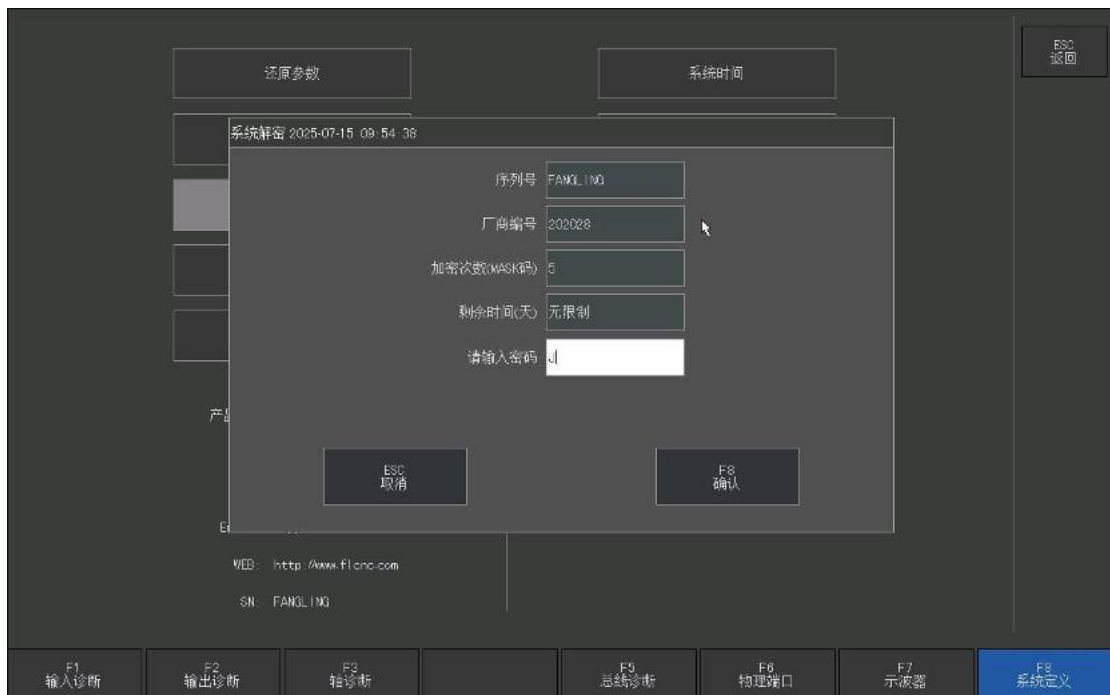 还原参数
系统时间
ESC
返回
系统解密 2025-07-15 09:54:38
序列号 FANGLING
厂商编号 202028
加密次数(MASK码) 5
剩余时间(天) 无限制
请输入密码 J
ESC
取消
F8
确认
WEB: http://www.flcnc.com
SN: FANGLING
F1
输入诊断
F2
输出诊断
F3
轴诊断
F5
总线诊断
F6
物理端口
F7
示波器
F8
系统定义